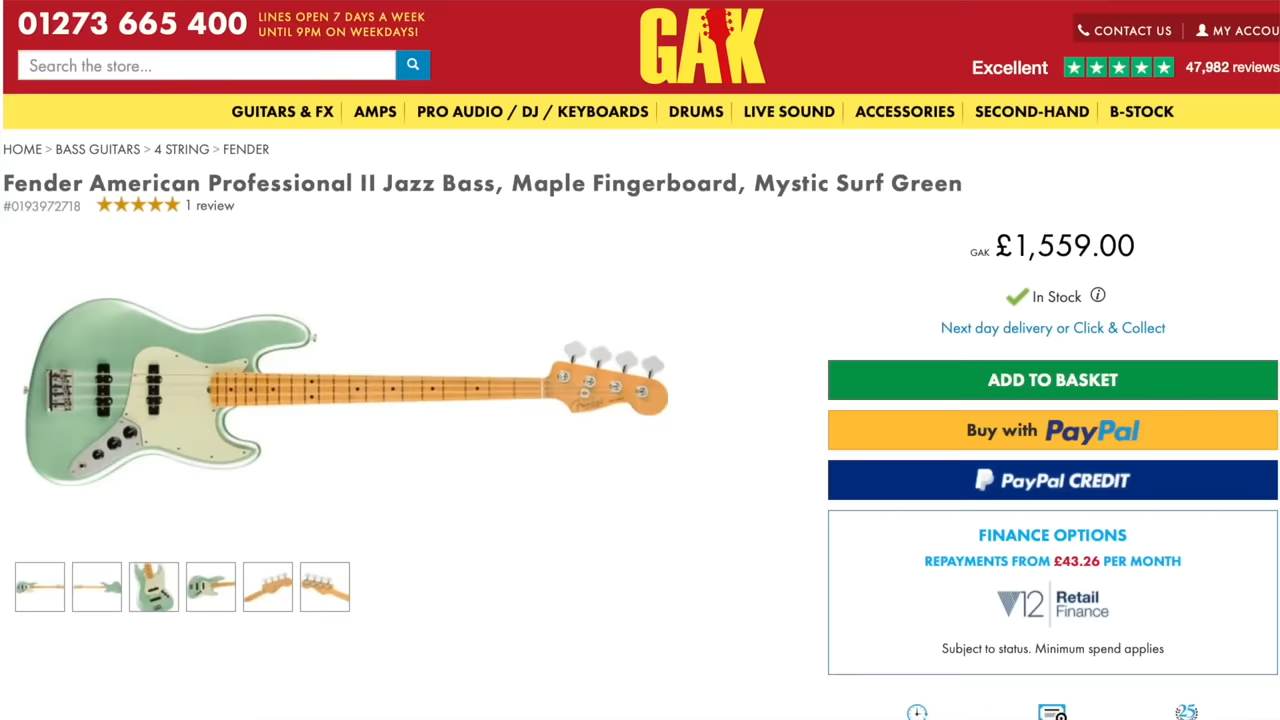 01273 665 400
LINES OPEN 7 DAYS A WEEK
UNTIL 9PM ON WEEKDAYS!
GAK
CONTACT US
MY ACCOU
Search the store...
Excellent
47,982 reviews
GUITARS & FX
AMPS
PRO AUDIO / DJ / KEYBOARDS
DRUMS
LIVE SOUND
ACCESSORIES
SECOND-HAND
B-STOCK
HOME > BASS GUITARS > 4 STRING > FENDER
Fender American Professional II Jazz Bass, Maple Fingerboard, Mystic Surf Green
#0193972718
1 review
GAK £1,559.00
In Stock
Next day delivery or Click & Collect
ADD TO BASKET
Buy with PayPal
PayPal CREDIT
FINANCE OPTIONS
REPAYMENTS FROM £43.26 PER MONTH
V12 Retail
Finance
Subject to status. Minimum spend applies
25